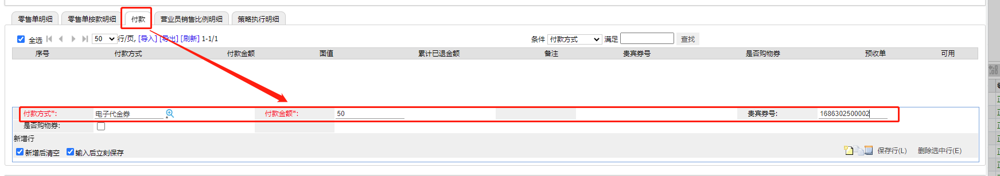 零售单明细 零售单按款明细 付款 营业员销售比例明细 策略执行明细
全选 50 行/页, [导入] [导出] [刷新] 1-1/1 条件 付款方式 满足 查找
序号 付款方式 付款金额 面值 累计已退金额 备注 贵宾券号 是否购物券 预收单 可用
付款方式*: 电子代金券 付款金额*: 50 贵宾券号: 1686302500002
是否购物券:
新增行
新增后清空 输入后立刻保存 保存行(L) 删除选中行(E)